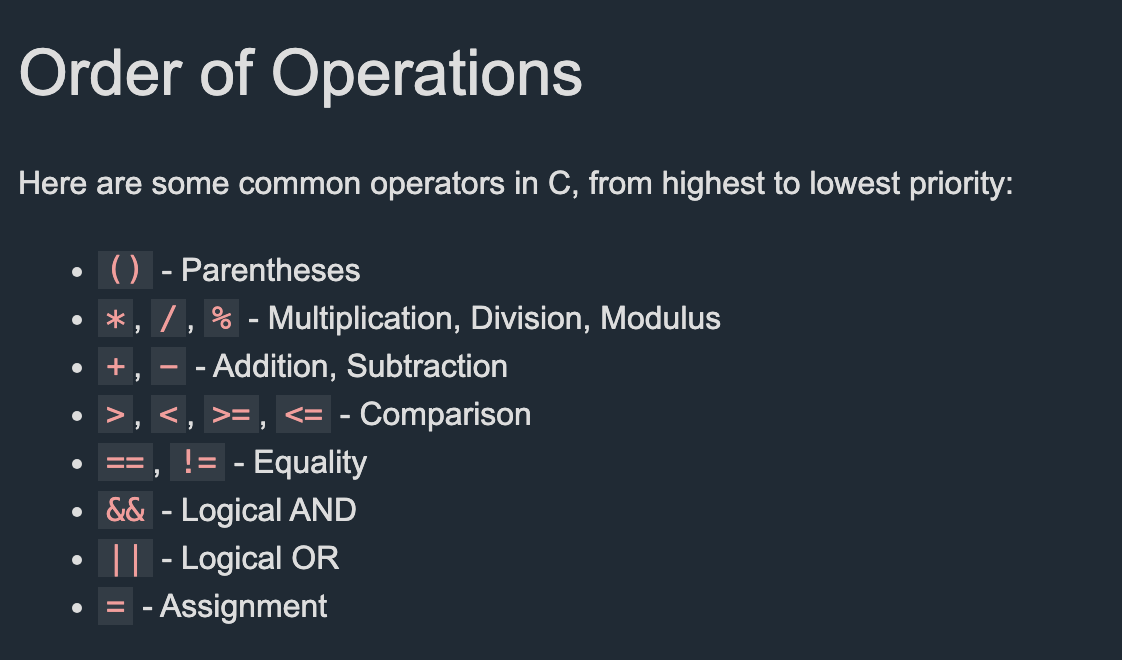 Order of Operations
Here are some common operators in C, from highest to lowest priority:
• () - Parentheses
• *, /, % - Multiplication, Division, Modulus
• +, − - Addition, Subtraction
• >, <, >=, <= - Comparison
• ==, != - Equality
• && - Logical AND
• || - Logical OR
• = - Assignment